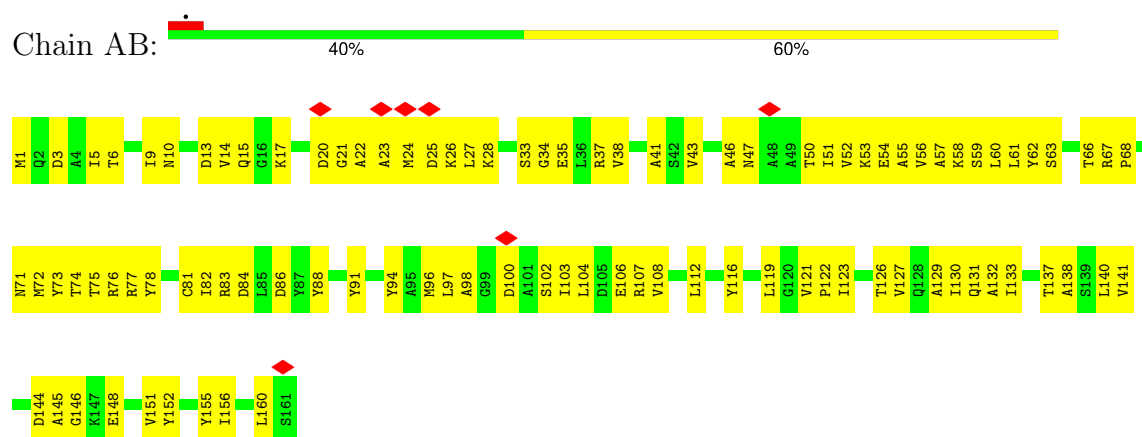 Chain AB:
40% 60%
M1 Q2 D3 A4 I5 T6 I9 N10 D13 V14 Q15 G16 K17 D20 G21 A22 A23 M24 D25 K26 L27 K28 S33 G34 E35 L36 R37 V38 A41 S42 V43 A46 N47 A48 A49 T50 I51 V52 K53 E54 A55 V56 A57 K58 S59 L60 L61 Y62 S63 T66 R67 P68
N71 M72 Y73 T74 T75 R76 R77 Y78 C81 I82 R83 D84 L85 D86 Y87 Y88 Y91 Y94 A95 M96 L97 A98 G99 D100 A101 S102 I103 L104 D105 E106 R107 V108 L112 Y116 L119 G120 V121 P122 I123 T126 V127 Q128 A129 I130 Q131 A132 I133 T137 A138 S139 L140 V141
D144 A145 G146 K147 E148 V151 Y152 Y155 I156 L160 S161